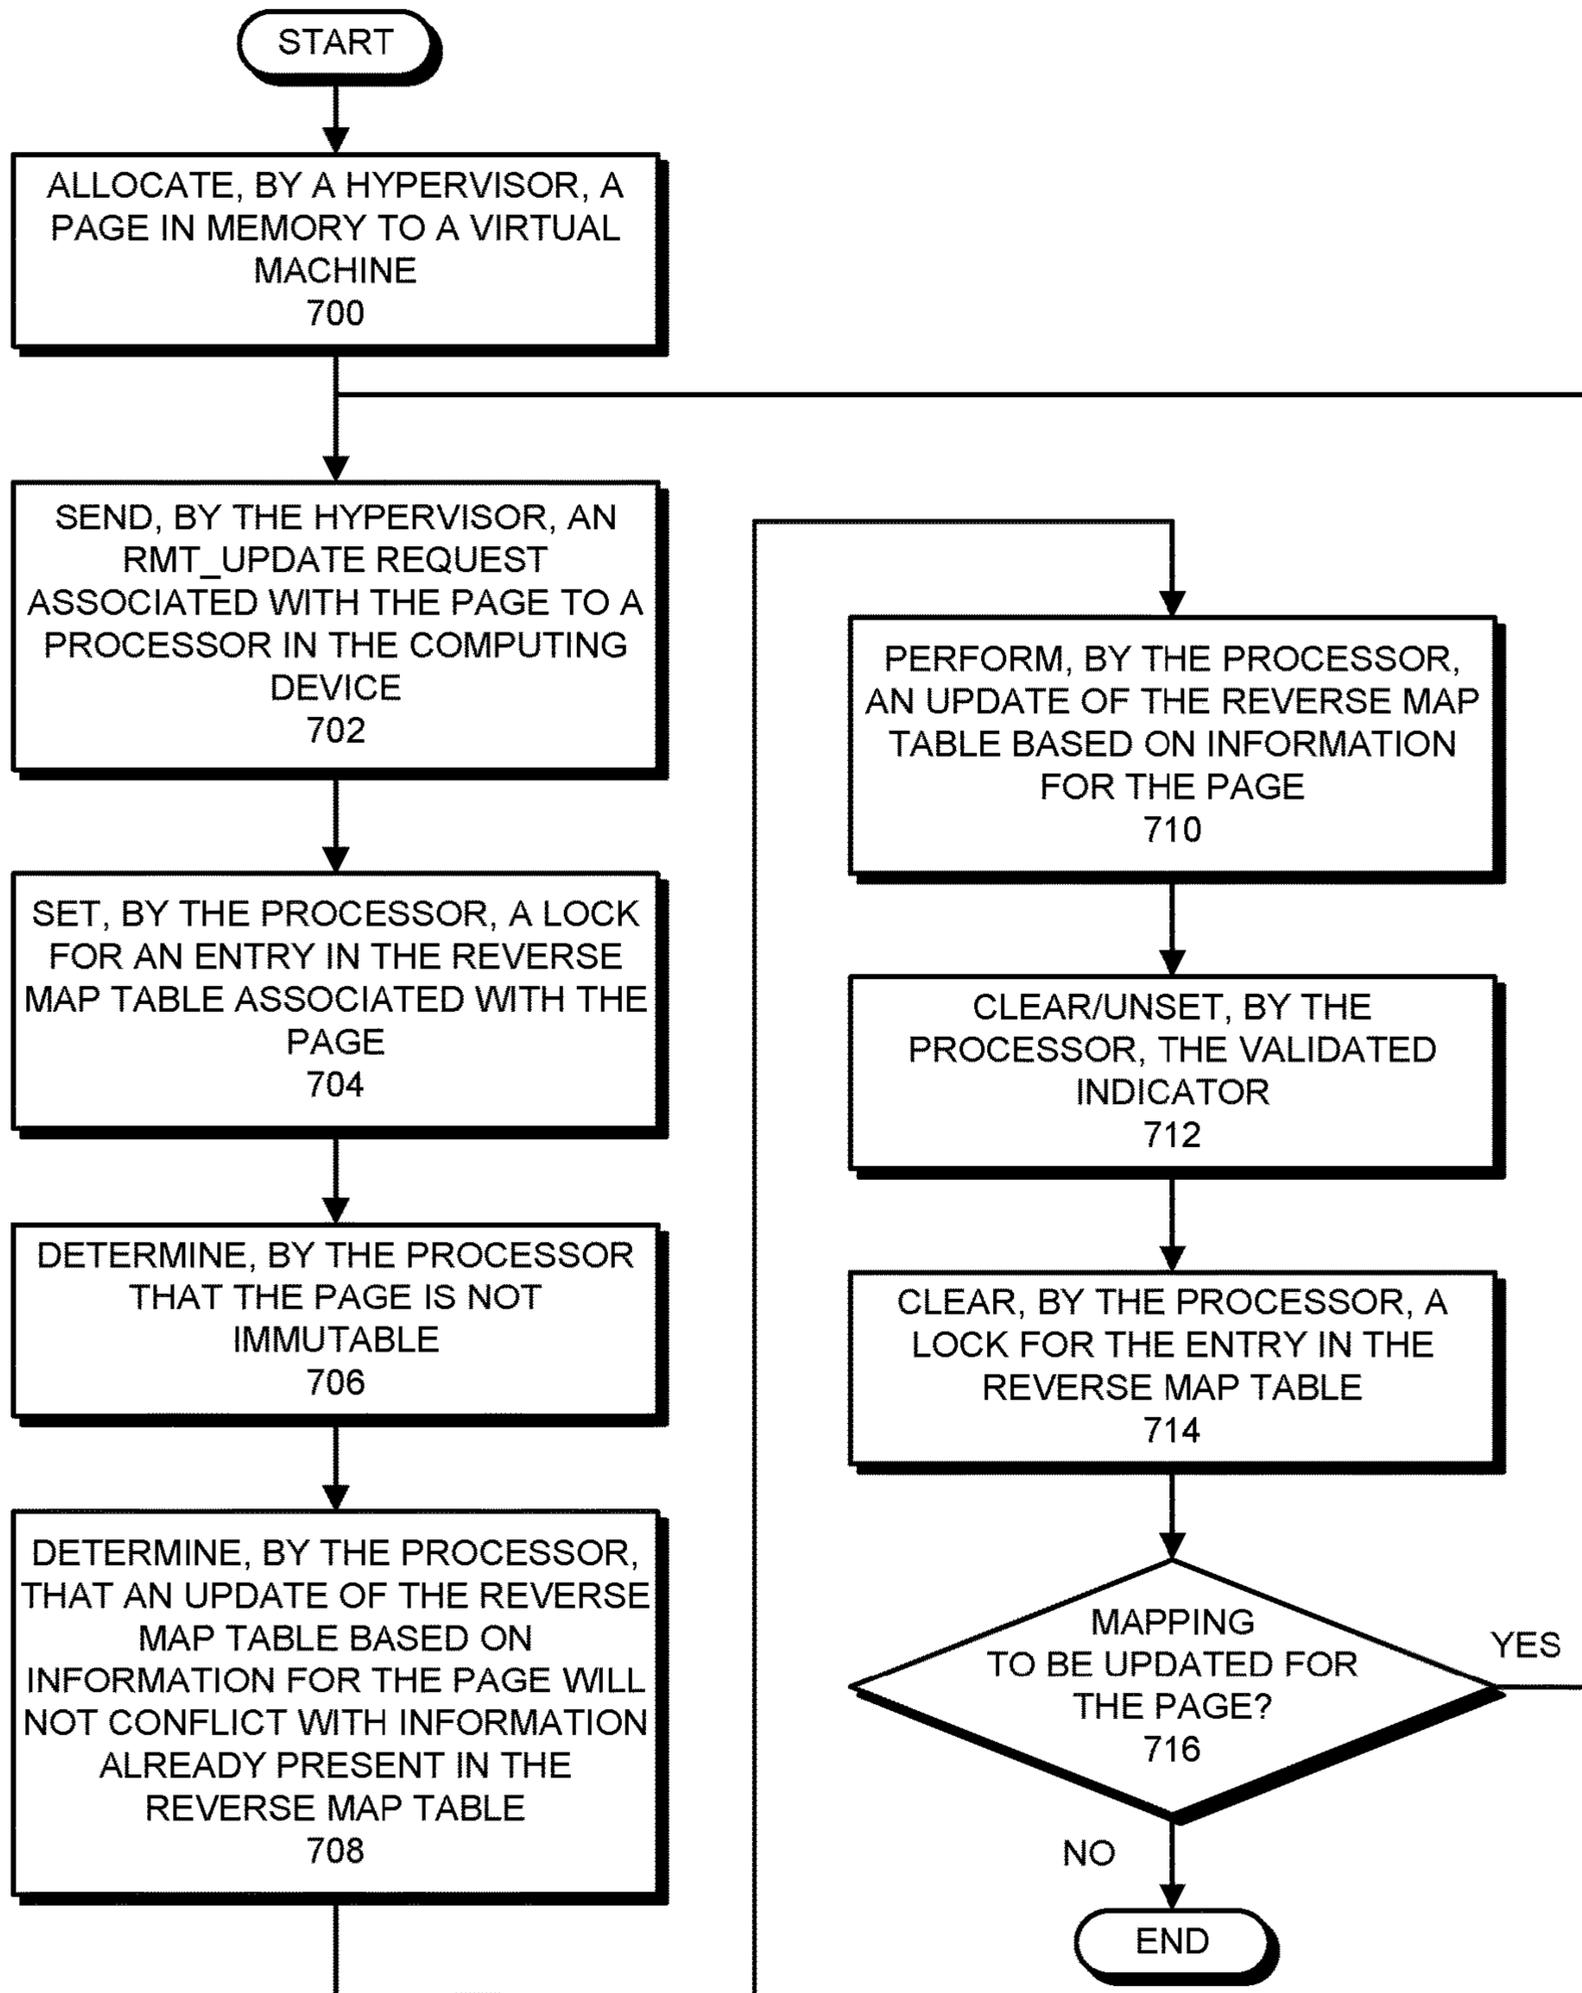 START
ALLOCATE, BY A HYPERVISOR, A
PAGE IN MEMORY TO A VIRTUAL
MACHINE
700
SEND, BY THE HYPERVISOR, AN
RMT_UPDATE REQUEST
ASSOCIATED WITH THE PAGE TO A
PROCESSOR IN THE COMPUTING
DEVICE
702
SET, BY THE PROCESSOR, A LOCK
FOR AN ENTRY IN THE REVERSE
MAP TABLE ASSOCIATED WITH THE
PAGE
704
DETERMINE, BY THE PROCESSOR
THAT THE PAGE IS NOT
IMMUTABLE
706
DETERMINE, BY THE PROCESSOR,
THAT AN UPDATE OF THE REVERSE
MAP TABLE BASED ON
INFORMATION FOR THE PAGE WILL
NOT CONFLICT WITH INFORMATION
ALREADY PRESENT IN THE
REVERSE MAP TABLE
708
PERFORM, BY THE PROCESSOR,
AN UPDATE OF THE REVERSE MAP
TABLE BASED ON INFORMATION
FOR THE PAGE
710
CLEAR/UNSET, BY THE
PROCESSOR, THE VALIDATED
INDICATOR
712
CLEAR, BY THE PROCESSOR, A
LOCK FOR THE ENTRY IN THE
REVERSE MAP TABLE
714
MAPPING
TO BE UPDATED FOR
THE PAGE?
716
YES
NO
END